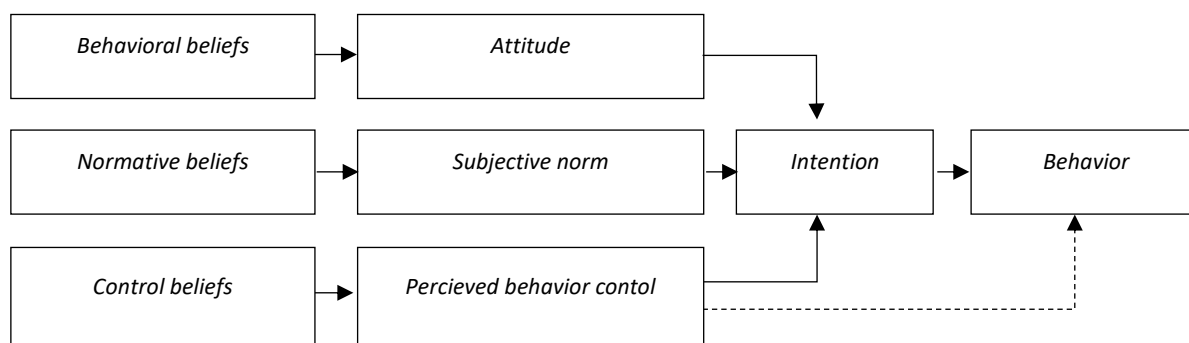 Behavioral beliefs
Attitude
Normative beliefs
Subjective norm
Intention
Behavior
Control beliefs
Percieved behavior contol